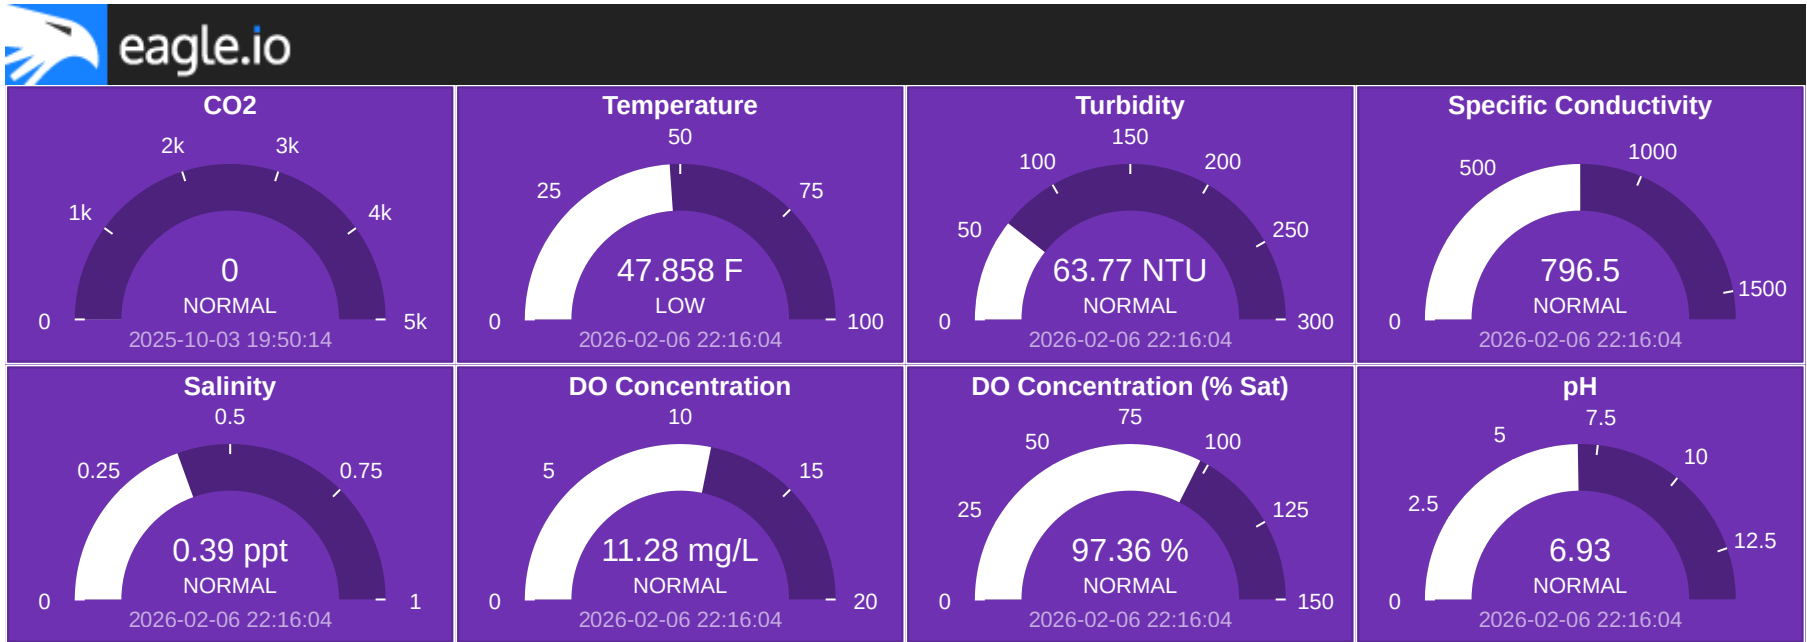 eagle.io
CO2
0
1k
2k
3k
4k
5k
0
NORMAL
2025-10-03 19:50:14
Temperature
0
25
50
75
100
47.858 F
LOW
2026-02-06 22:16:04
Turbidity
0
50
100
150
200
250
300
63.77 NTU
NORMAL
2026-02-06 22:16:04
Specific Conductivity
0
500
1000
1500
796.5
NORMAL
2026-02-06 22:16:04
Salinity
0
0.25
0.5
0.75
1
0.39 ppt
NORMAL
2026-02-06 22:16:04
DO Concentration
0
5
10
15
20
11.28 mg/L
NORMAL
2026-02-06 22:16:04
DO Concentration (% Sat)
0
25
50
75
100
125
150
97.36 %
NORMAL
2026-02-06 22:16:04
pH
0
2.5
5
7.5
10
12.5
6.93
NORMAL
2026-02-06 22:16:04